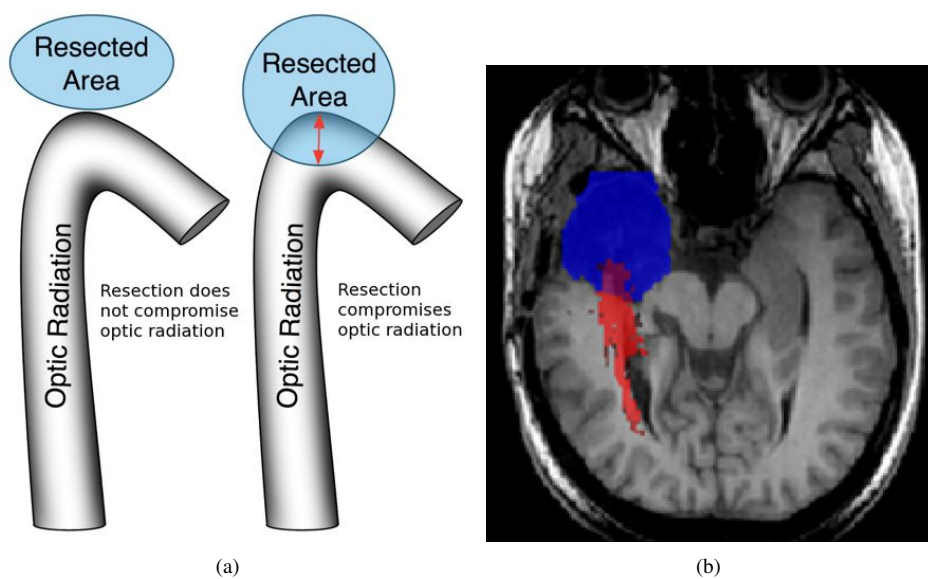 Resected
Area
Optic Radiation
Resection does
not compromise
optic radiation
Resected
Area
Optic Radiation
Resection
compromises
optic radiation
(a)
(b)